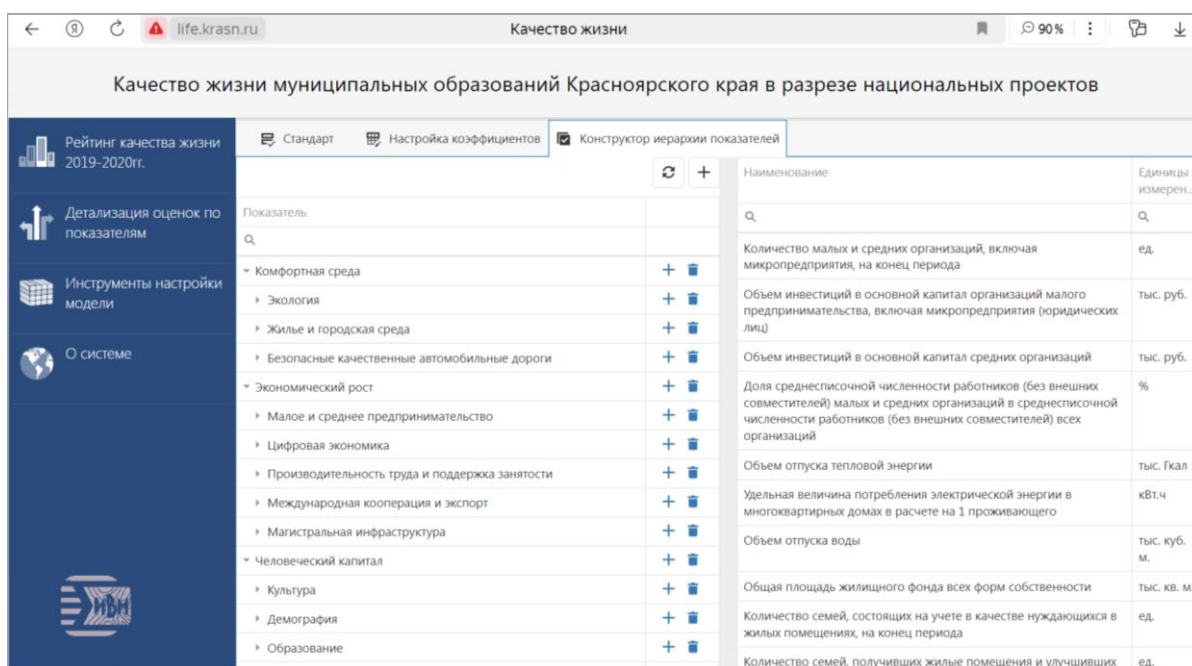 life.krasn.ru
Качество жизни
90 %
Качество жизни муниципальных образований Красноярского края в разрезе национальных проектов
Рейтинг качества жизни
2019-2020гг.
Детализация оценок по
показателям
Инструменты настройки
модели
О системе
ИВМ
Стандарт
Настройка коэффициентов
Конструктор иерархии показателей
Показатель
Комфортная среда
Экология
Жилье и городская среда
Безопасные качественные автомобильные дороги
Экономический рост
Малое и среднее предпринимательство
Цифровая экономика
Производительность труда и поддержка занятости
Международная кооперация и экспорт
Магистральная инфраструктура
Человеческий капитал
Культура
Демография
Образование
Наименование
Единицы
измерен...
Количество малых и средних организаций, включая
микропредприятия, на конец периода
ед.
Объем инвестиций в основной капитал организаций малого
предпринимательства, включая микропредприятия (юридических
лиц)
тыс. руб.
Объем инвестиций в основной капитал средних организаций
тыс. руб.
Доля среднесписочной численности работников (без внешних
совместителей) малых и средних организаций в среднесписочной
численности работников (без внешних совместителей) всех
организаций
%
Объем отпуска тепловой энергии
тыс. Гкал
Удельная величина потребления электрической энергии в
многоквартирных домах в расчете на 1 проживающего
кВт.ч
Объем отпуска воды
тыс. куб.
м.
Общая площадь жилищного фонда всех форм собственности
тыс. кв. м.
Количество семей, состоящих на учете в качестве нуждающихся в
жилых помещениях, на конец периода
ед.
Количество семей, получивших жилые помещения и улучшивших
ед.